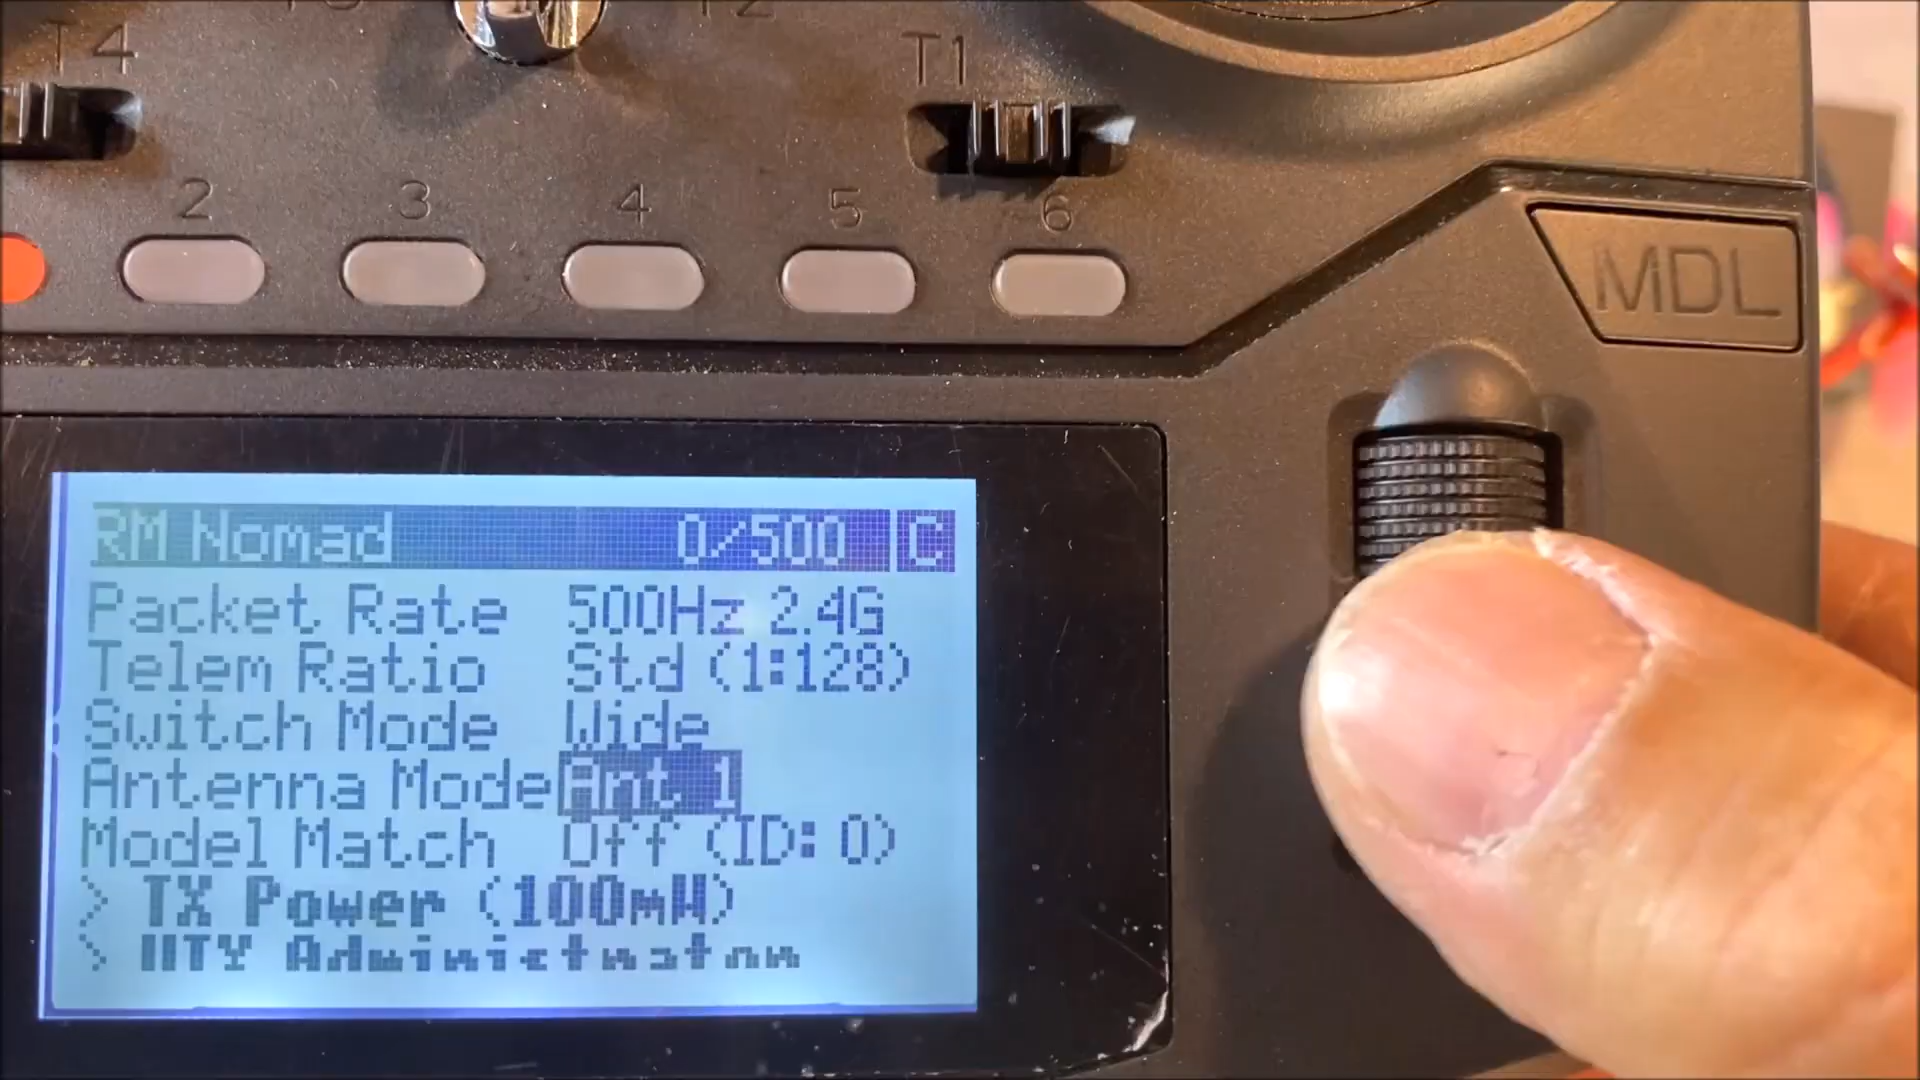 T4
12
T1
2 3 4 5 6
MDL
RM Nomad 0/500 C
Packet Rate 500Hz 2.4G
Telem Ratio Std (1:128)
Switch Mode Wide
Antenna Mode Ant 1
Model Match Off (ID: 0)
> TX Power (100mW)
>